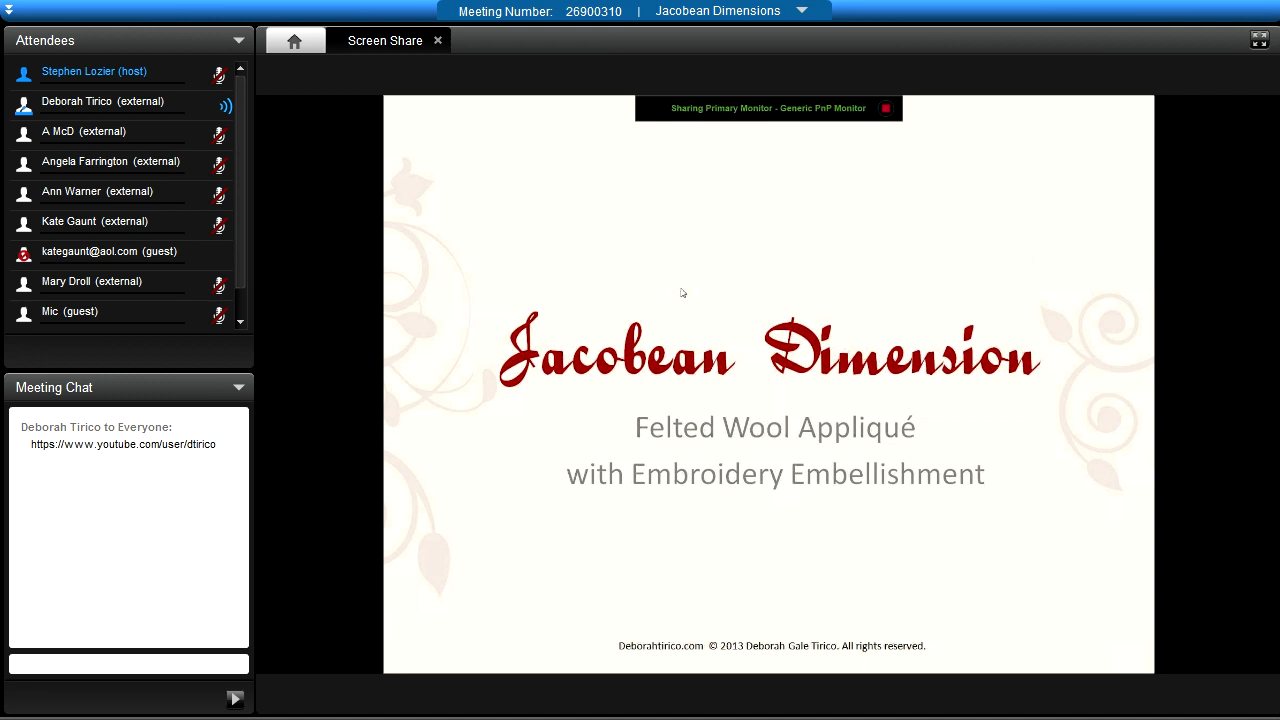 Meeting Number: 26900310 | Jacobean Dimensions
Attendees
Stephen Lozier (host)
Deborah Tirico (external)
A McD (external)
Angela Farrington (external)
Ann Warner (external)
Kate Gaunt (external)
kategaunt@aol.com (guest)
Mary Droll (external)
Mic (guest)
Meeting Chat
Deborah Tirico to Everyone:
https://www.youtube.com/user/dtirico
Screen Share
Sharing Primary Monitor - Generic PnP Monitor
Jacobean Dimension
Felted Wool Appliqué
with Embroidery Embellishment
Deborahtirico.com © 2013 Deborah Gale Tirico. All rights reserved.